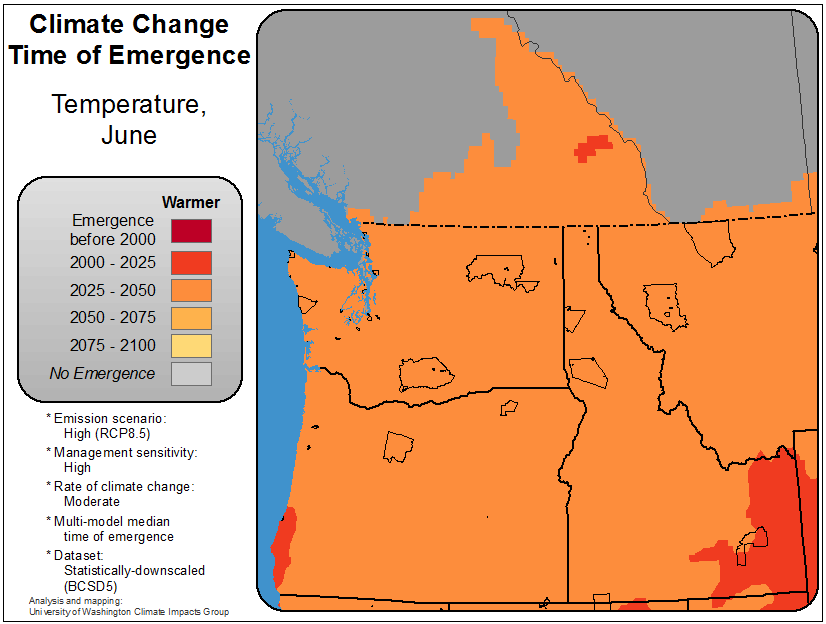 Climate Change
Time of Emergence
Temperature,
June
Warmer
Emergence
before 2000
2000 - 2025
2025 - 2050
2050 - 2075
2075 - 2100
No Emergence
* Emission scenario:
High (RCP8.5)
* Management sensitivity:
High
* Rate of climate change:
Moderate
* Multi-model median
time of emergence
* Dataset:
Statistically-downscaled
(BCSD5)
Analysis and mapping:
University of Washington Climate Impacts Group